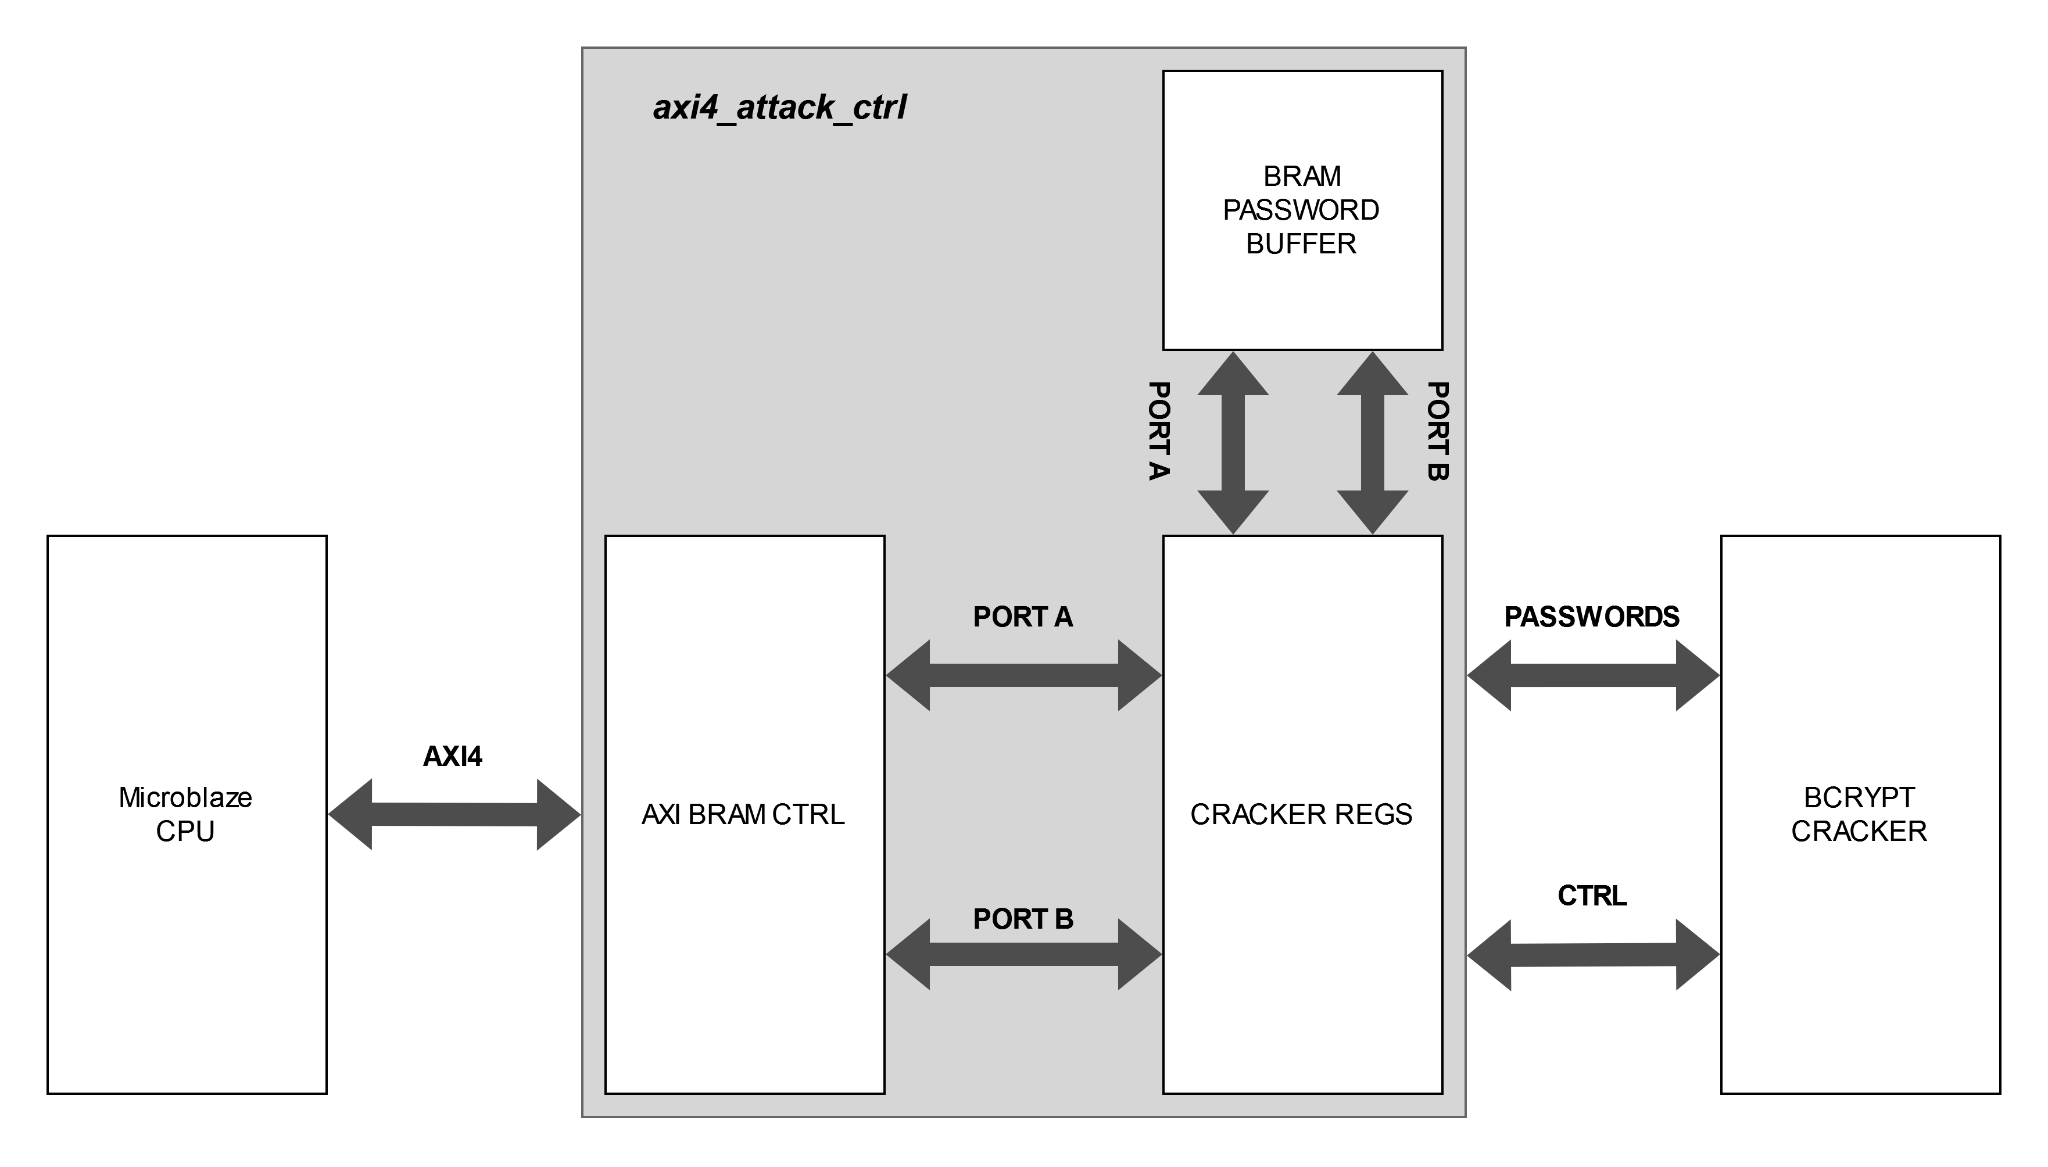 axi4_attack_ctrl
BRAM
PASSWORD
BUFFER
PORT A
PORT B
PORT A
PASSWORDS
AXI4
Microblaze
CPU
AXI BRAM CTRL
CRACKER REGS
BCRYPT
CRACKER
PORT B
CTRL